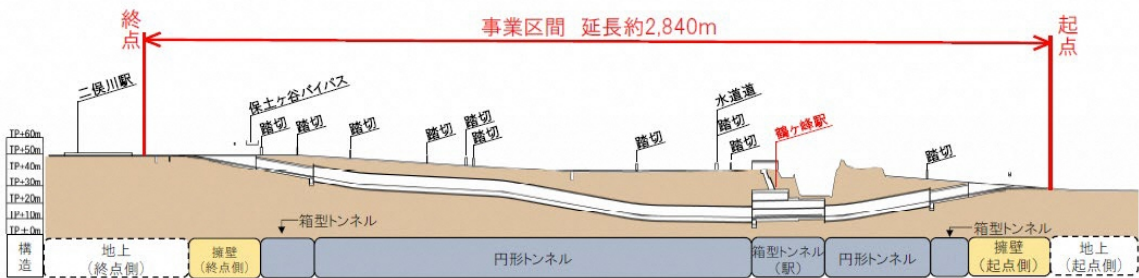 終点
事業区間 延長約2,840m
起点
二俣川駅
保土ヶ谷バイパス
踏切
踏切
踏切
踏切
踏切
踏切
踏切
水道道
踏切
踏切
鶴ヶ峰駅
踏切
TP+60m
TP+50m
TP+40m
TP+30m
TP+20m
TP+10m
TP±0m
箱型トンネル
箱型トンネル
構造
地上
(終点側)
擁壁
(終点側)
円形トンネル
箱型トンネル
(駅)
円形トンネル
擁壁
(起点側)
地上
(起点側)